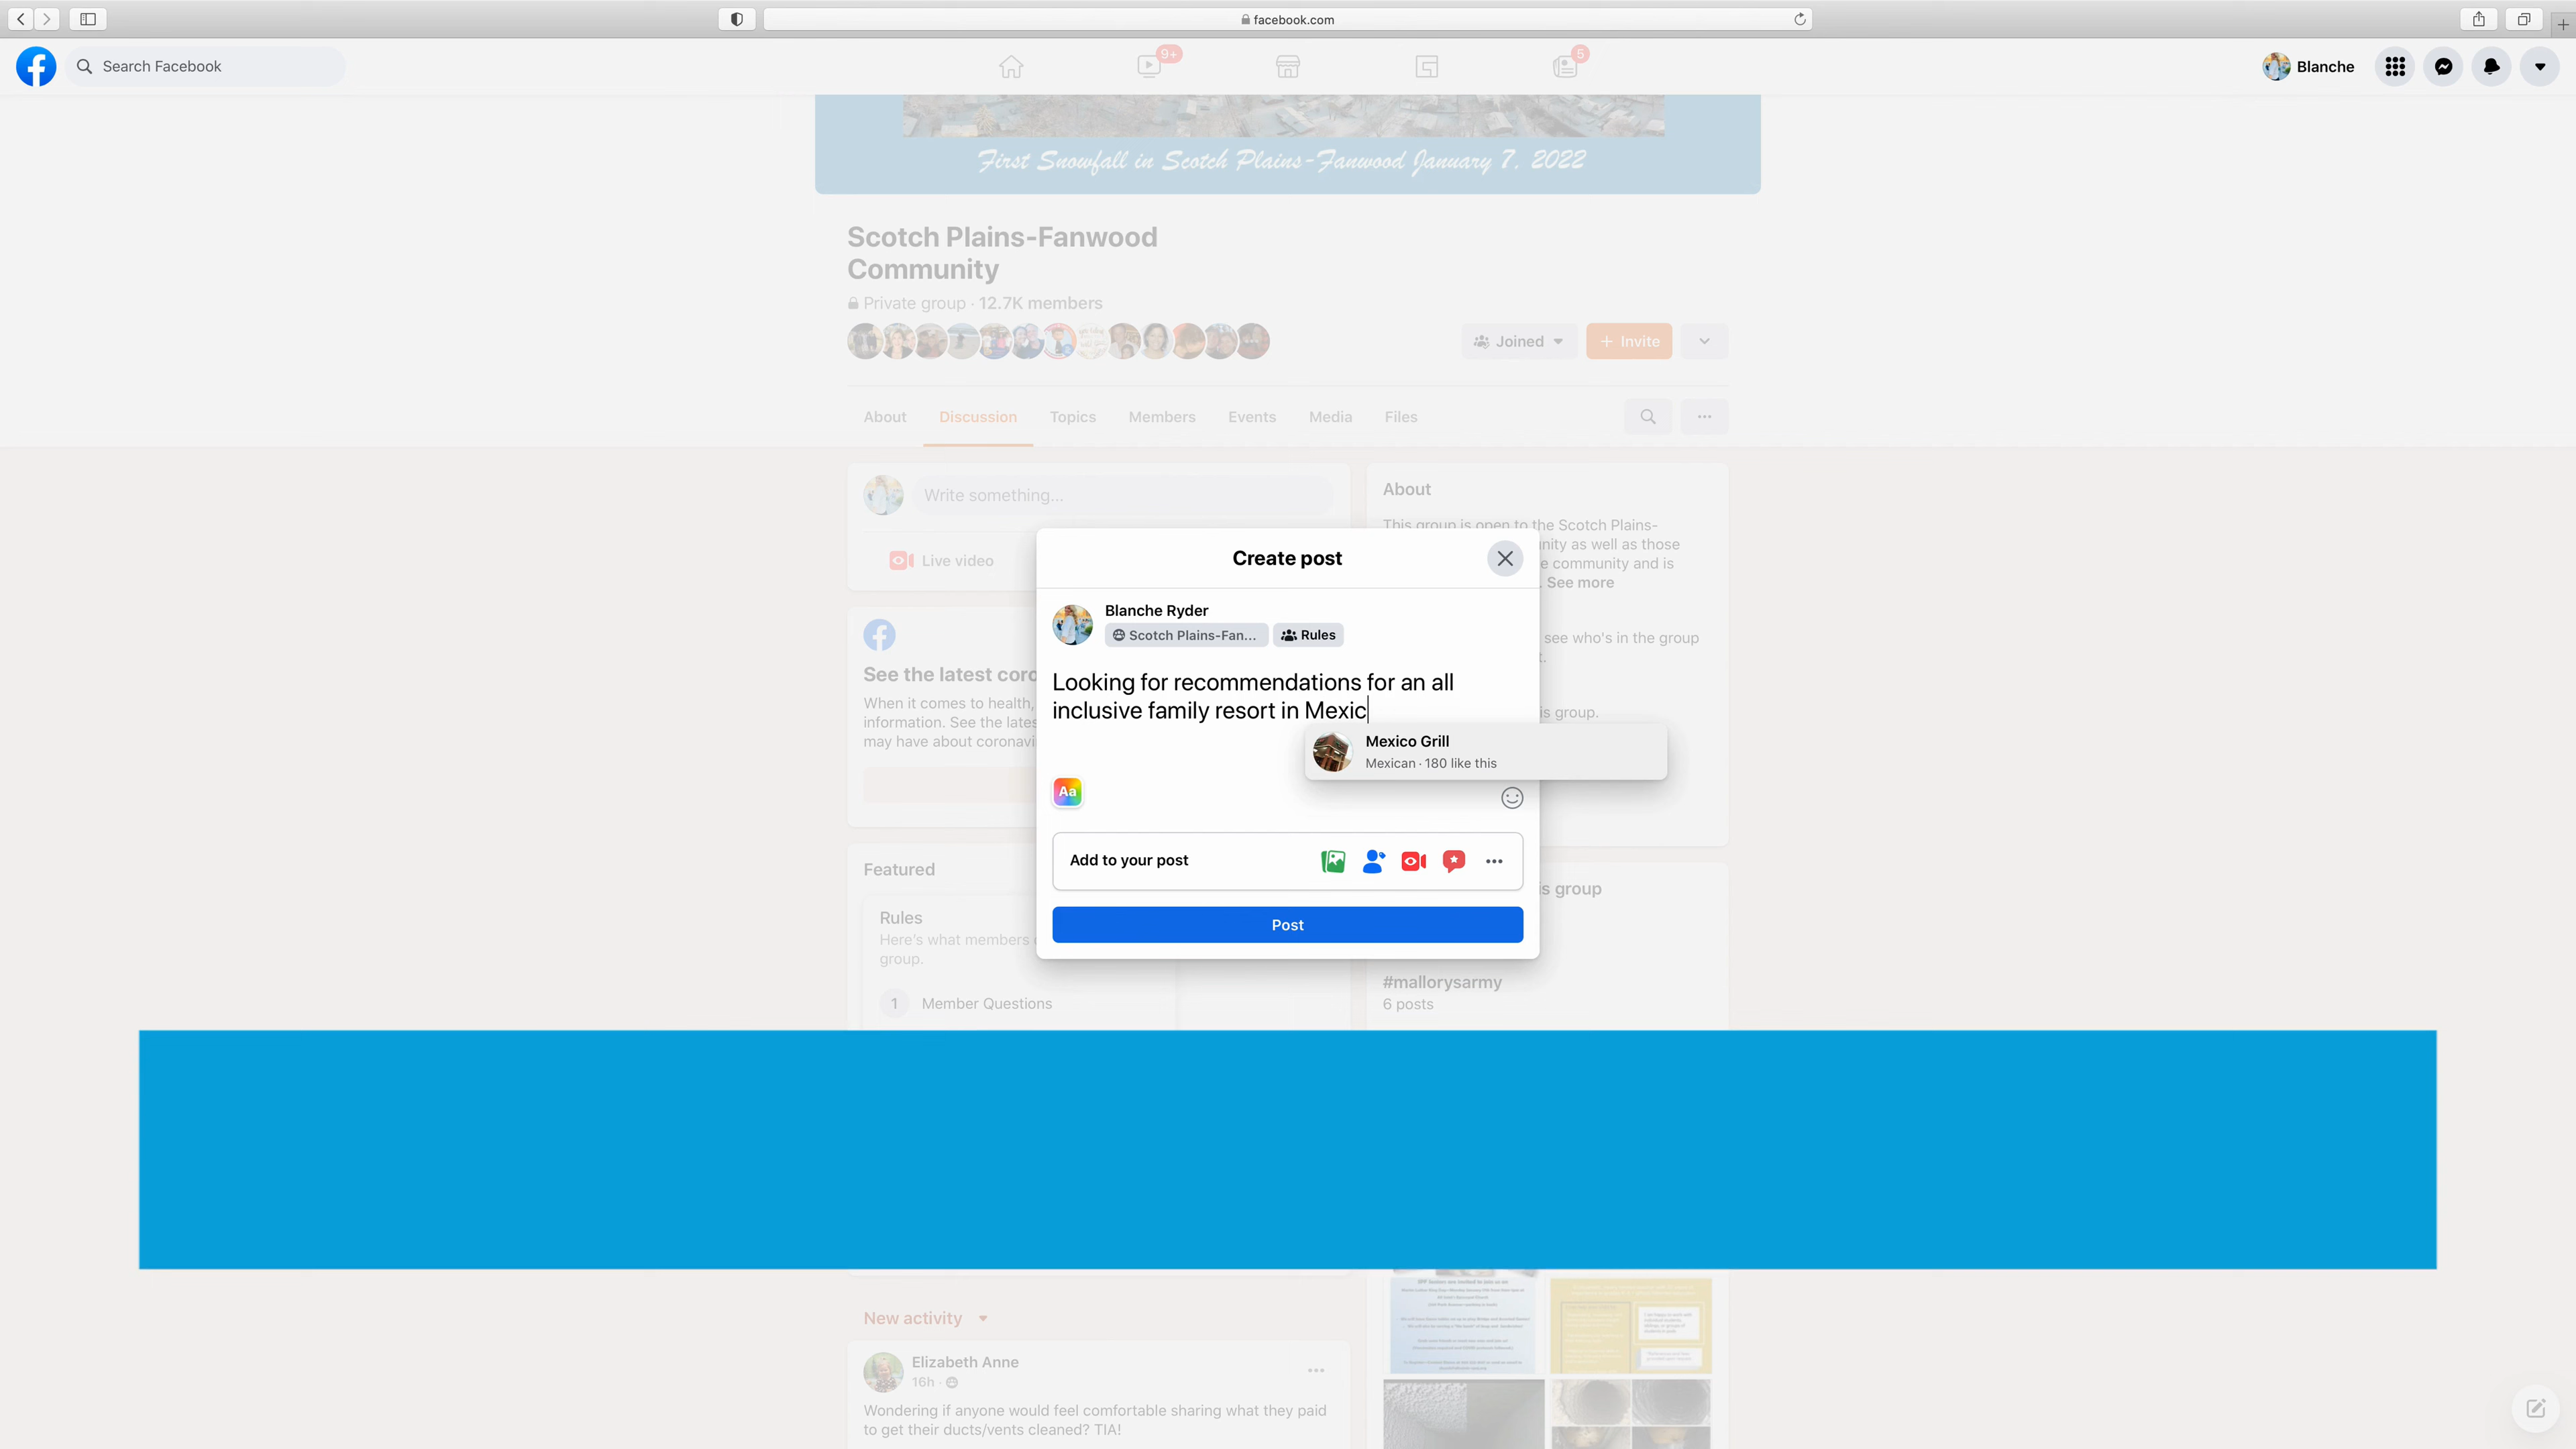 facebook.com
Search Facebook
9+
5
Blanche
First Snowfall in Scotch Plains-Fanwood January 7, 2022
Scotch Plains-Fanwood
Community
Private group · 12.7K members
Joined
+ Invite
About
Discussion
Topics
Members
Events
Media
Files
Write something...
Live video
About
This group is open to the Scotch Plains-
nity as well as those
e community and is
. See more
see who's in the group
t.
is group.
Create post
Blanche Ryder
Scotch Plains-Fan...
Rules
Looking for recommendations for an all
inclusive family resort in Mexic
Mexico Grill
Mexican · 180 like this
Aa
Add to your post
Post
See the latest coro
When it comes to health,
information. See the lates
may have about coronavi
Featured
Rules
Here's what members
group.
1 Member Questions
is group
#mallorysarmy
6 posts
New activity
Elizabeth Anne
16h ·
Wondering if anyone would feel comfortable sharing what they paid
to get their ducts/vents cleaned? TIA!